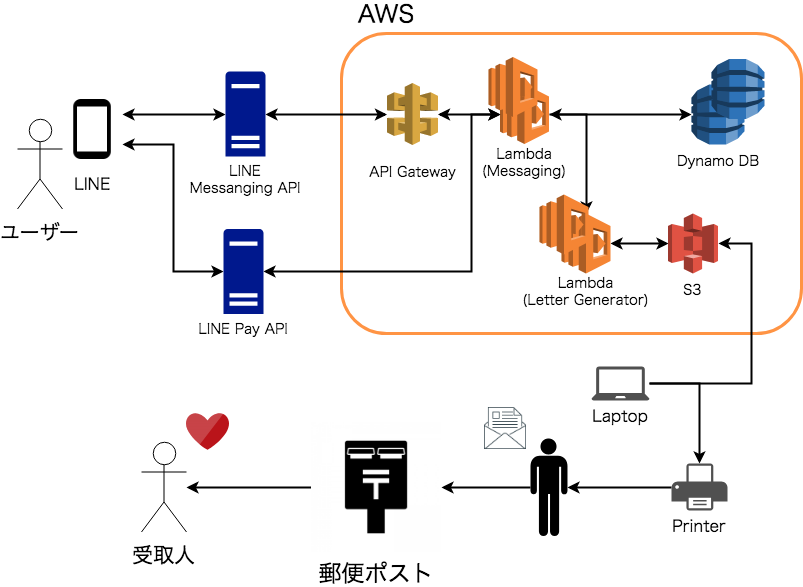 AWS
LINE
ユーザー
LINE
Messanging API
API Gateway
Lambda
(Messaging)
Dynamo DB
LINE Pay API
Lambda
(Letter Generator)
S3
Laptop
Printer
〒
受取人
郵便ポスト